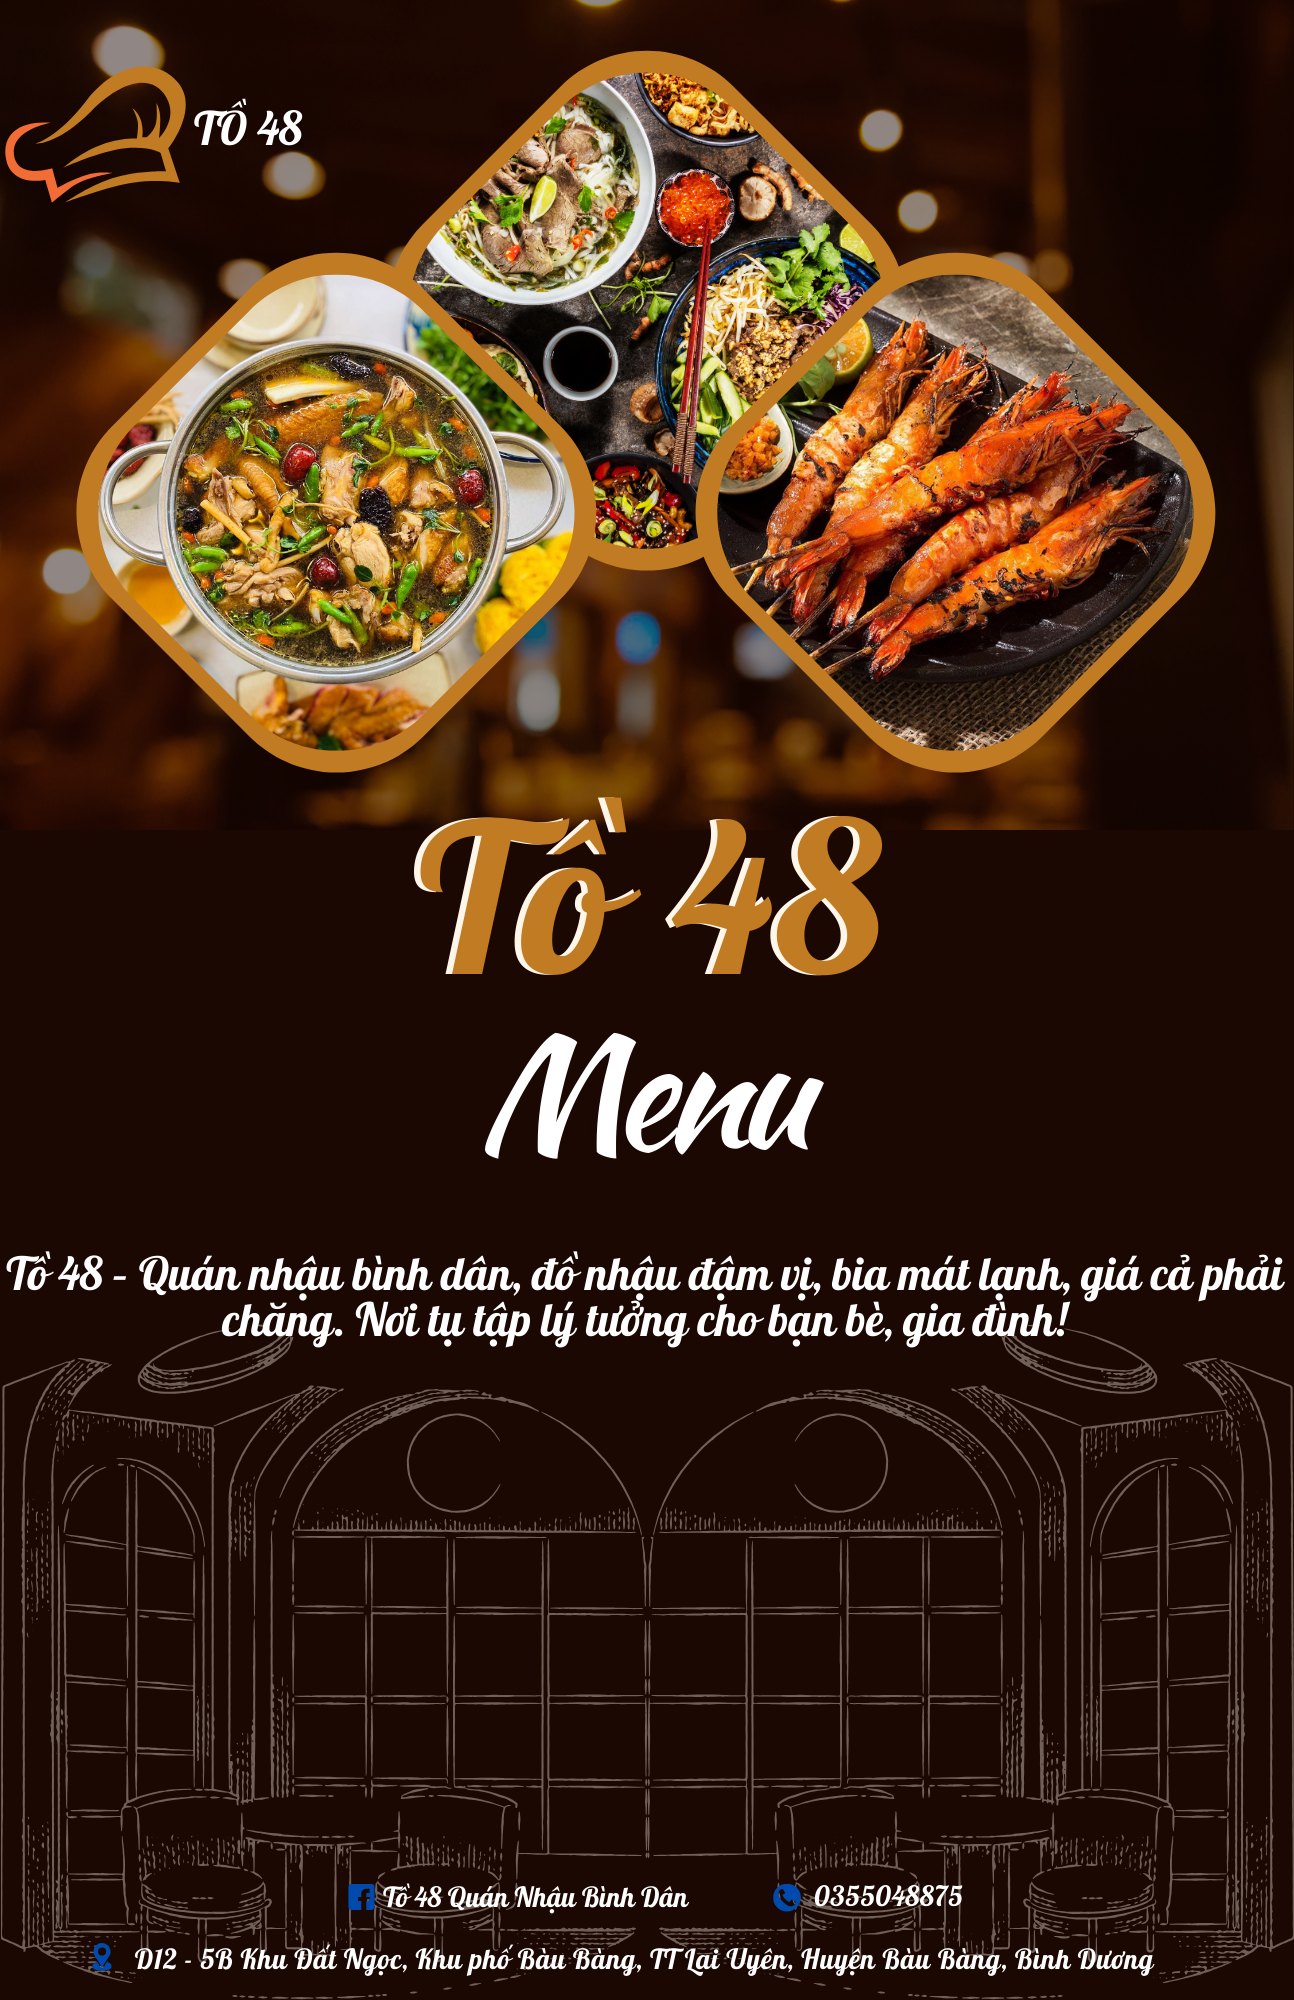 TỒ 48
Tồ 48
Menu
Tồ 48 - Quán nhậu bình dân, đồ nhậu đậm vị, bia mát lạnh, giá cả phải
chăng. Nơi tụ tập lý tưởng cho bạn bè, gia đình!
Tồ 48 Quán Nhậu Bình Dân
0355048875
D12 - 5B Khu Đất Ngọc, Khu phố Bàu Bàng, TT Lai Uyên, Huyện Bàu Bàng, Bình Dương